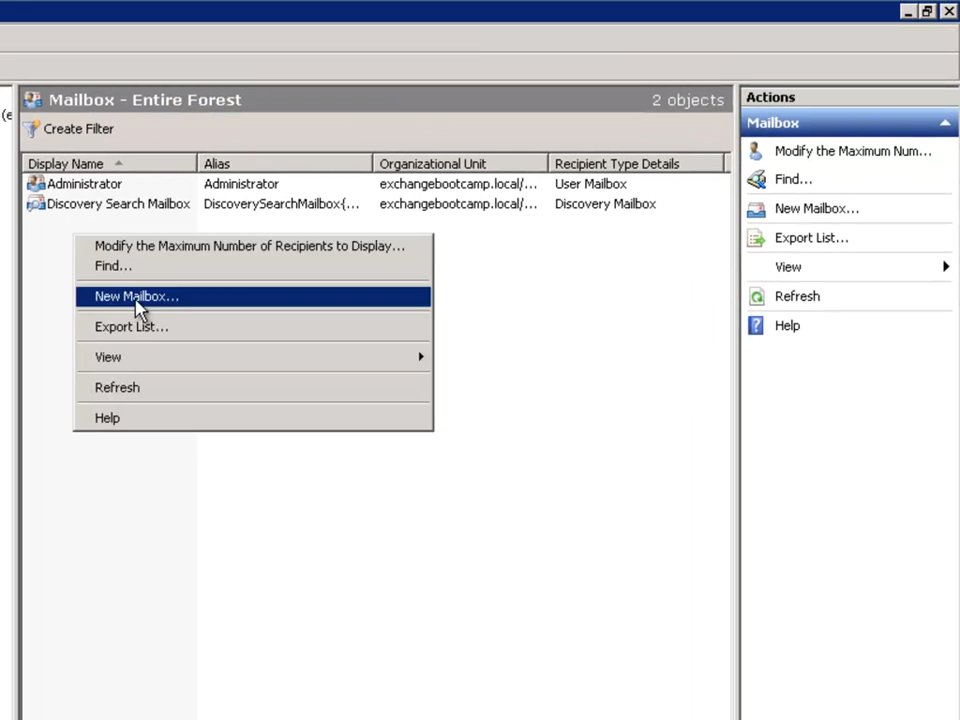 Mailbox - Entire Forest 2 objects
Create Filter
Display Name Alias Organizational Unit Recipient Type Details
Administrator Administrator exchangebootcamp.local/... User Mailbox
Discovery Search Mailbox DiscoverySearchMailbox{... exchangebootcamp.local/... Discovery Mailbox
Modify the Maximum Number of Recipients to Display...
Find...
New Mailbox...
Export List...
View
Refresh
Help
Actions
Mailbox
Modify the Maximum Num...
Find...
New Mailbox...
Export List...
View
Refresh
Help